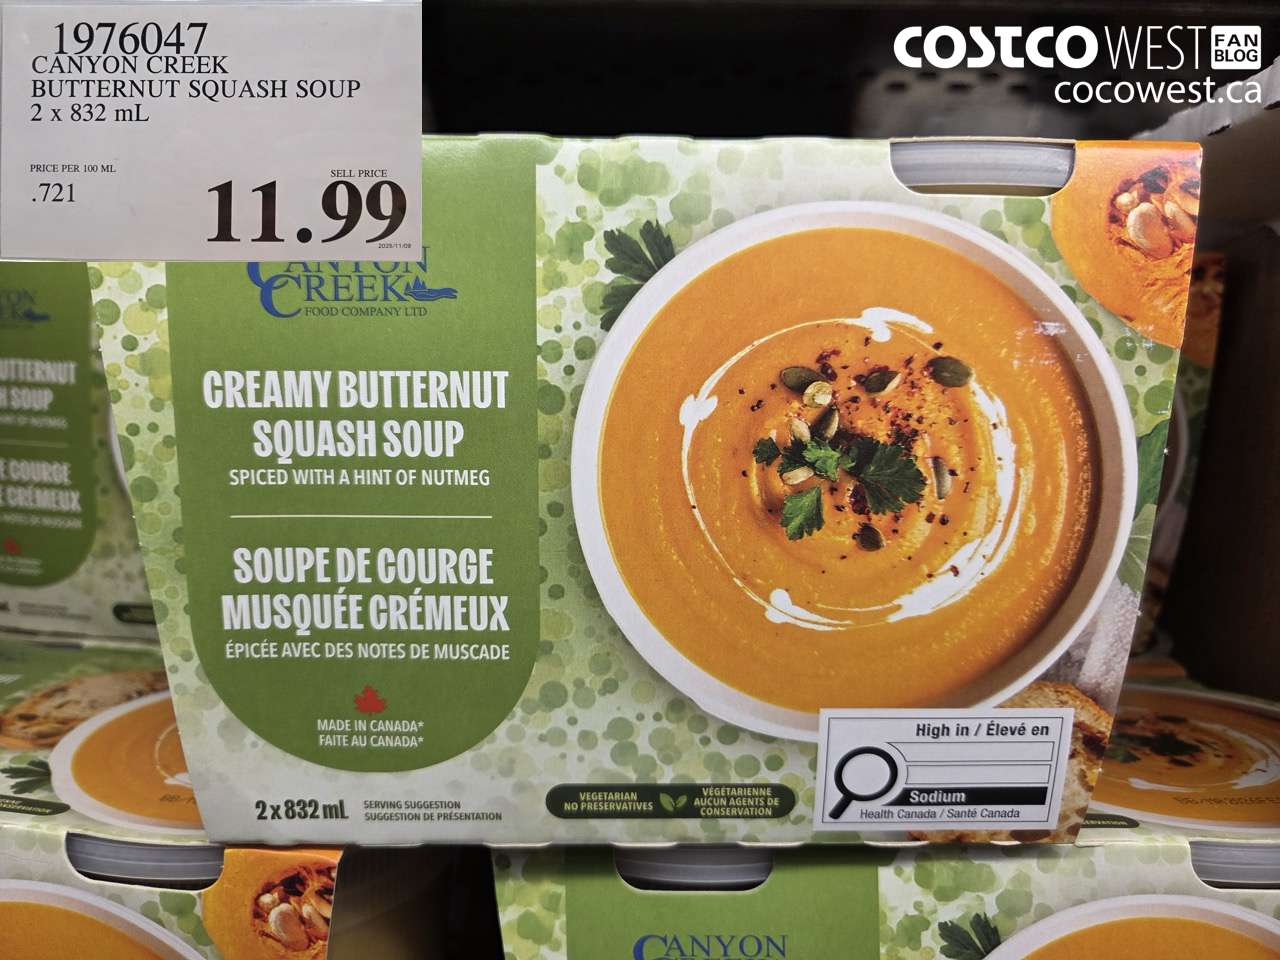 1976047
CANYON CREEK
BUTTERNUT SQUASH SOUP
2 x 832 mL
PRICE PER 100 ML
.721
SELL PRICE
11.99
COSTCO WEST FAN BLOG
cocowest.ca
CANYON
CREEK
FOOD COMPANY LTD
CREAMY BUTTERNUT
SQUASH SOUP
SPICED WITH A HINT OF NUTMEG
SOUPE DE COURGE
MUSQUÉE CRÉMEUX
ÉPICÉE AVEC DES NOTES DE MUSCADE
MADE IN CANADA*
FAITE AU CANADA*
2 x 832 mL
SERVING SUGGESTION
SUGGESTION DE PRÉSENTATION
VEGETARIAN
NO PRESERVATIVES
VÉGÉTARIENNE
AUCUN AGENTS DE
CONSERVATION
High in / Élevé en
Sodium
Health Canada / Santé Canada
CANYON